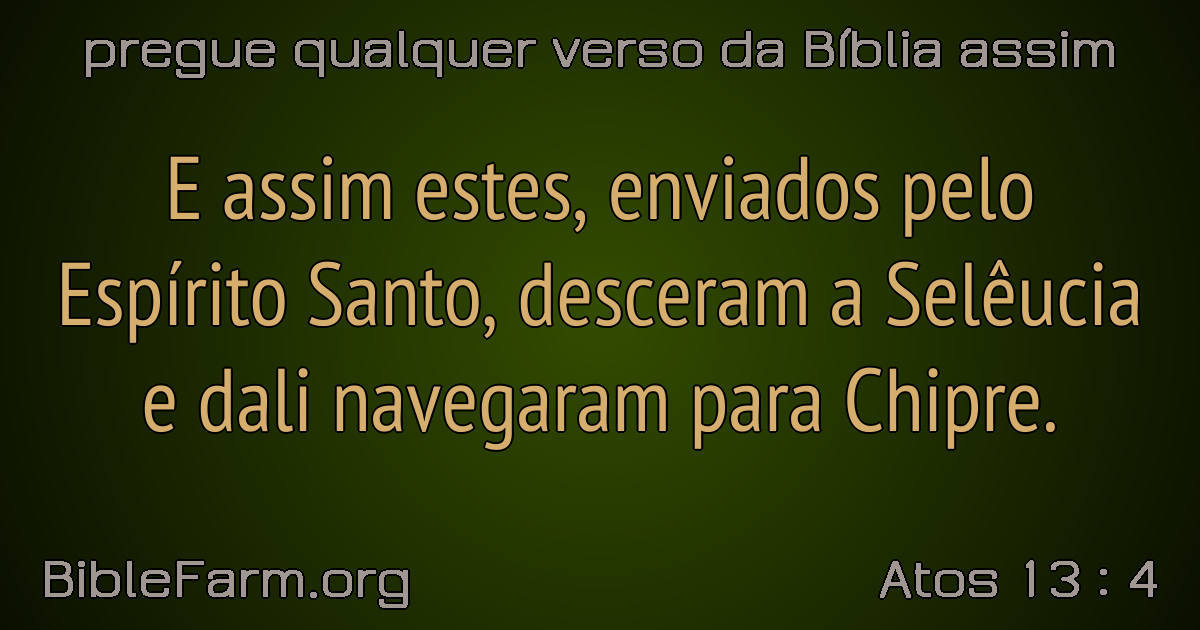 pregue qualquer verso da Bíblia assim
E assim estes, enviados pelo
Espírito Santo, desceram a Selêucia
e dali navegaram para Chipre.
BibleFarm.org
Atos 13 : 4